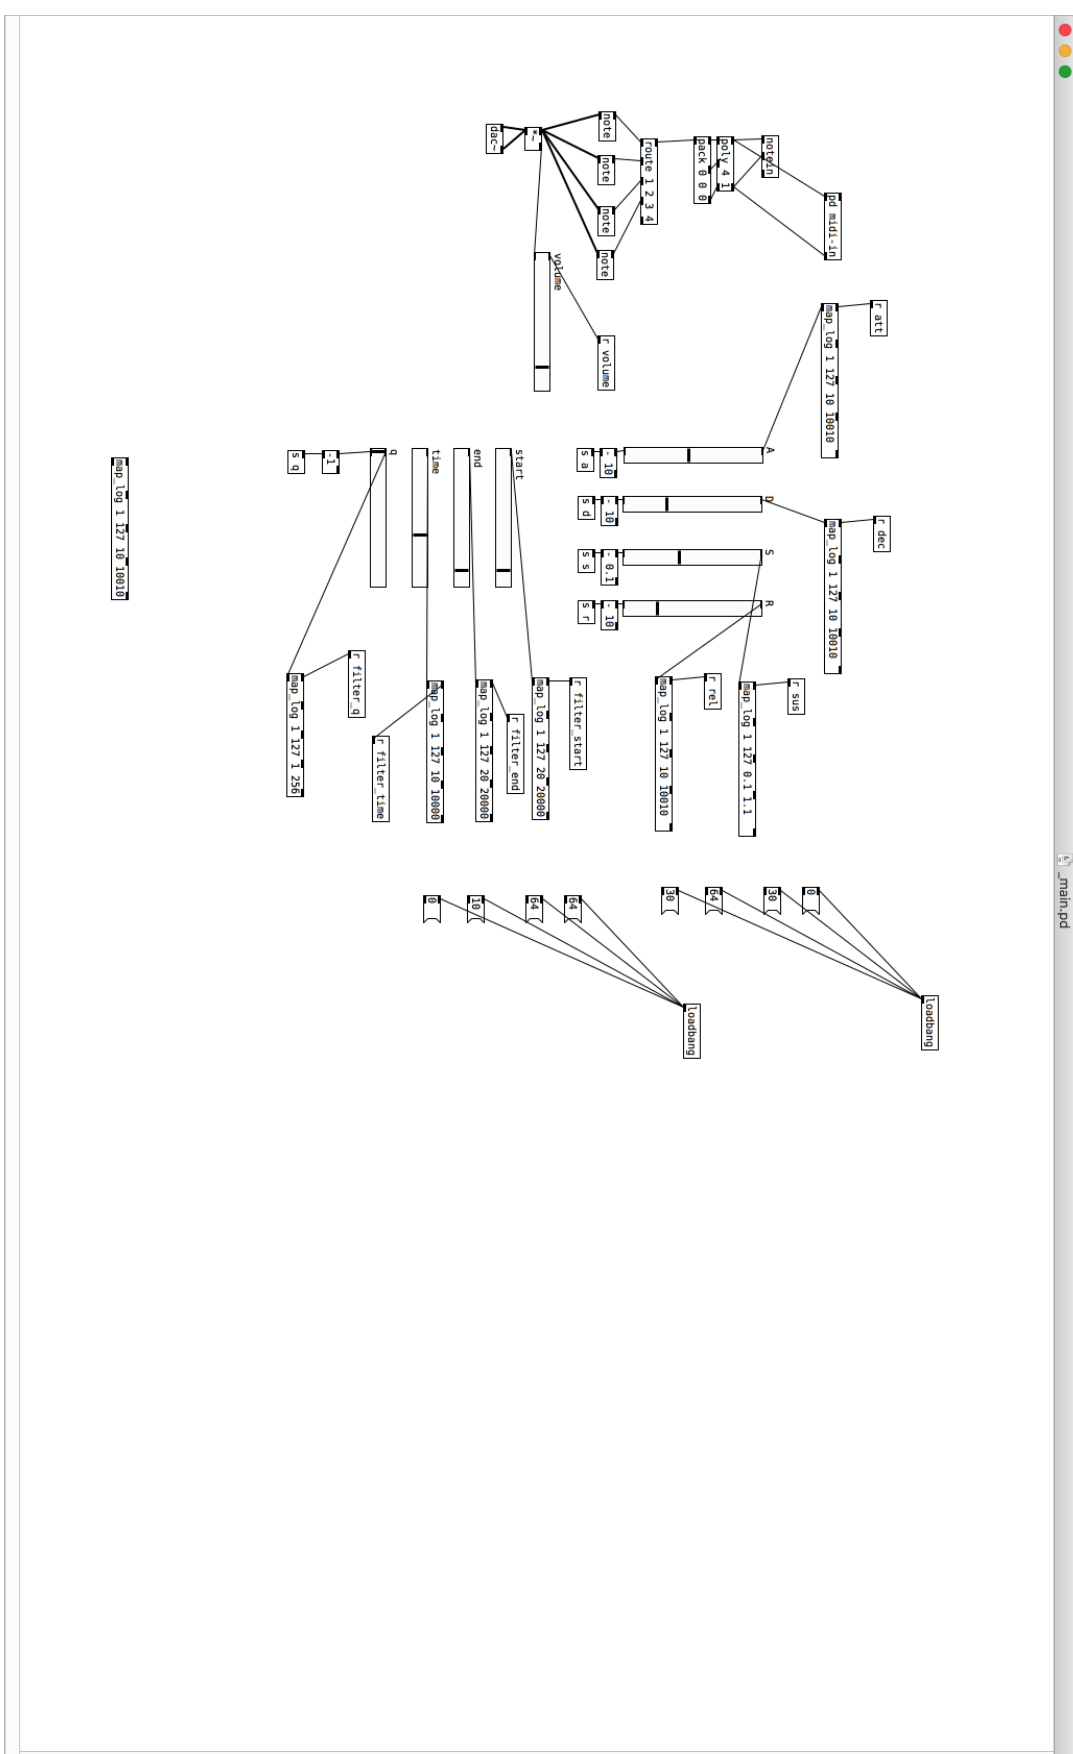 _main.pd
loadbang
r att
r dec
pd midi-in
map_log 1 127 10 10010
map_log 1 127 10 10010
0
r sus
notein
A
D
S
R
30
map_log 1 127 0.1 1.1
poly 4 1
r rel
64
pack 0 0 0
loadbang
map_log 1 127 10 10010
30
route 1 2 3 4
note
note
note
note
r volume
- 10
- 10
- 0.1
- 10
s a
s d
s s
s r
r filter_start
64
volume
*~
map_log 1 127 20 20000
64
start
r filter_end
dac~
map_log 1 127 20 20000
end
10
time
map_log 1 127 10 10000
0
q
r filter_time
r filter_q
-1
s q
map_log 1 127 1 256
map_log 1 127 10 10010